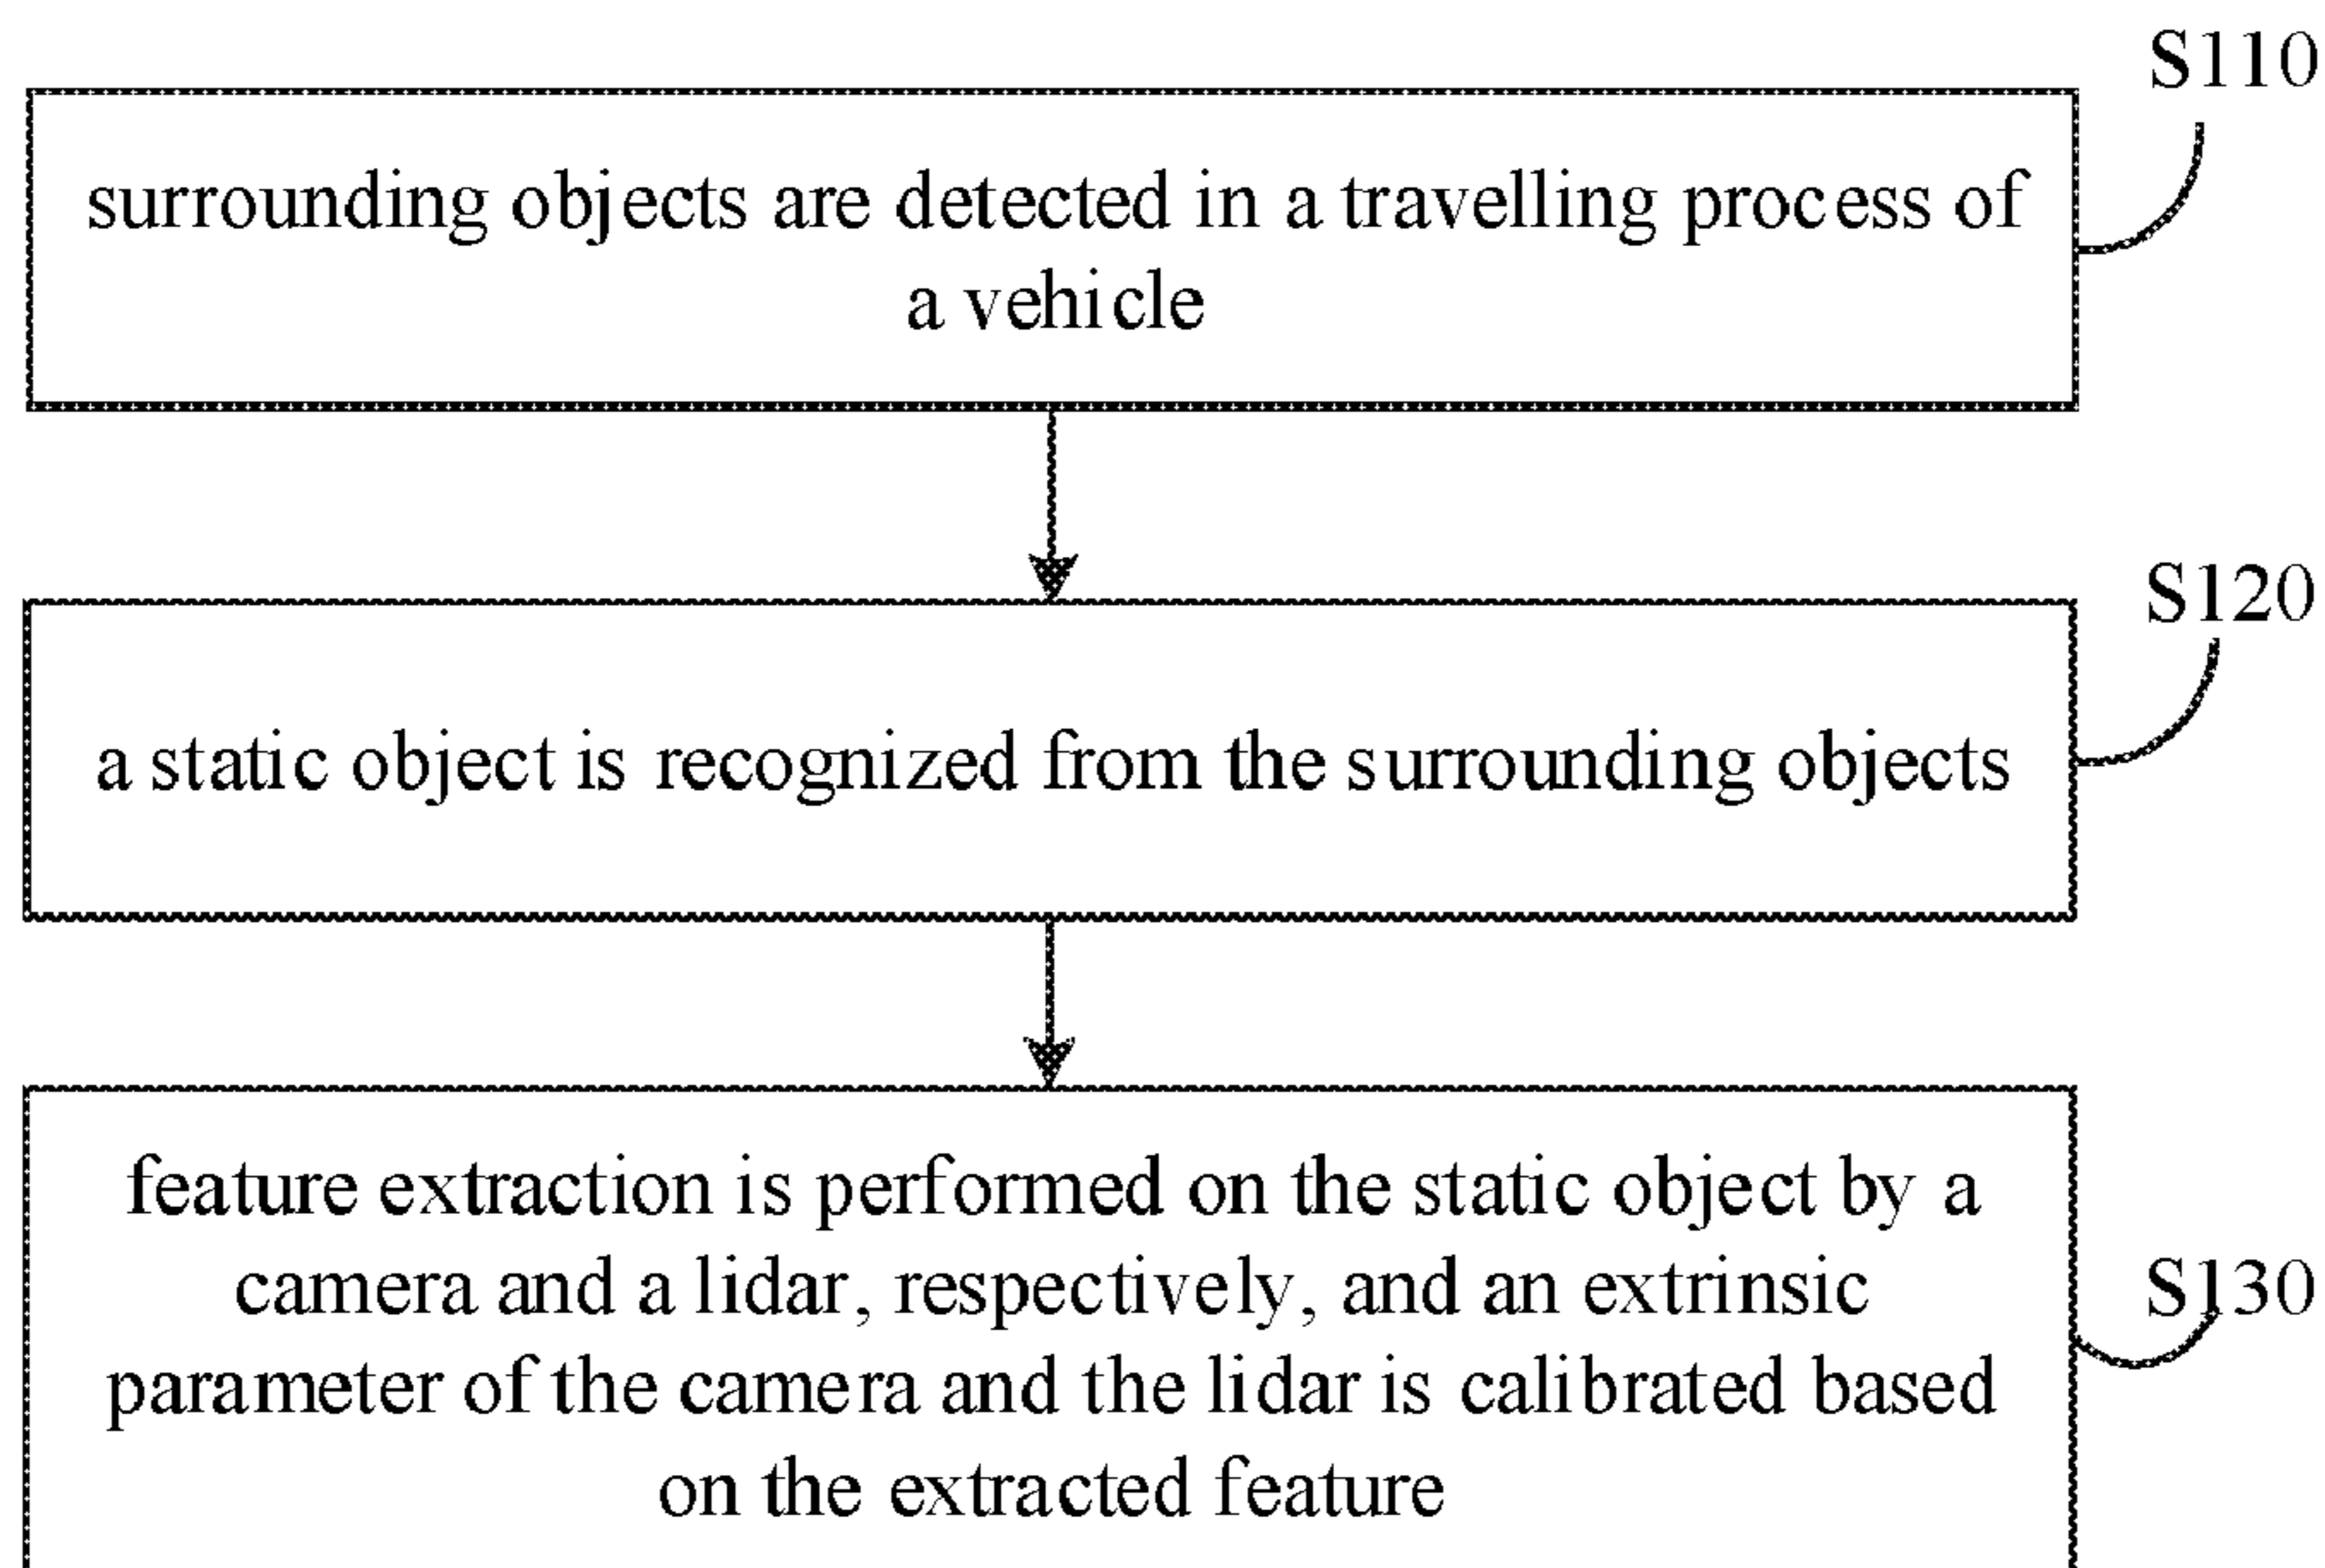 S110
surrounding objects are detected in a travelling process of
a vehicle
S120
a static object is recognized from the surrounding objects
feature extraction is performed on the static object by a
camera and a lidar, respectively, and an extrinsic
S130
parameter of the camera and the lidar is calibrated based
on the extracted feature